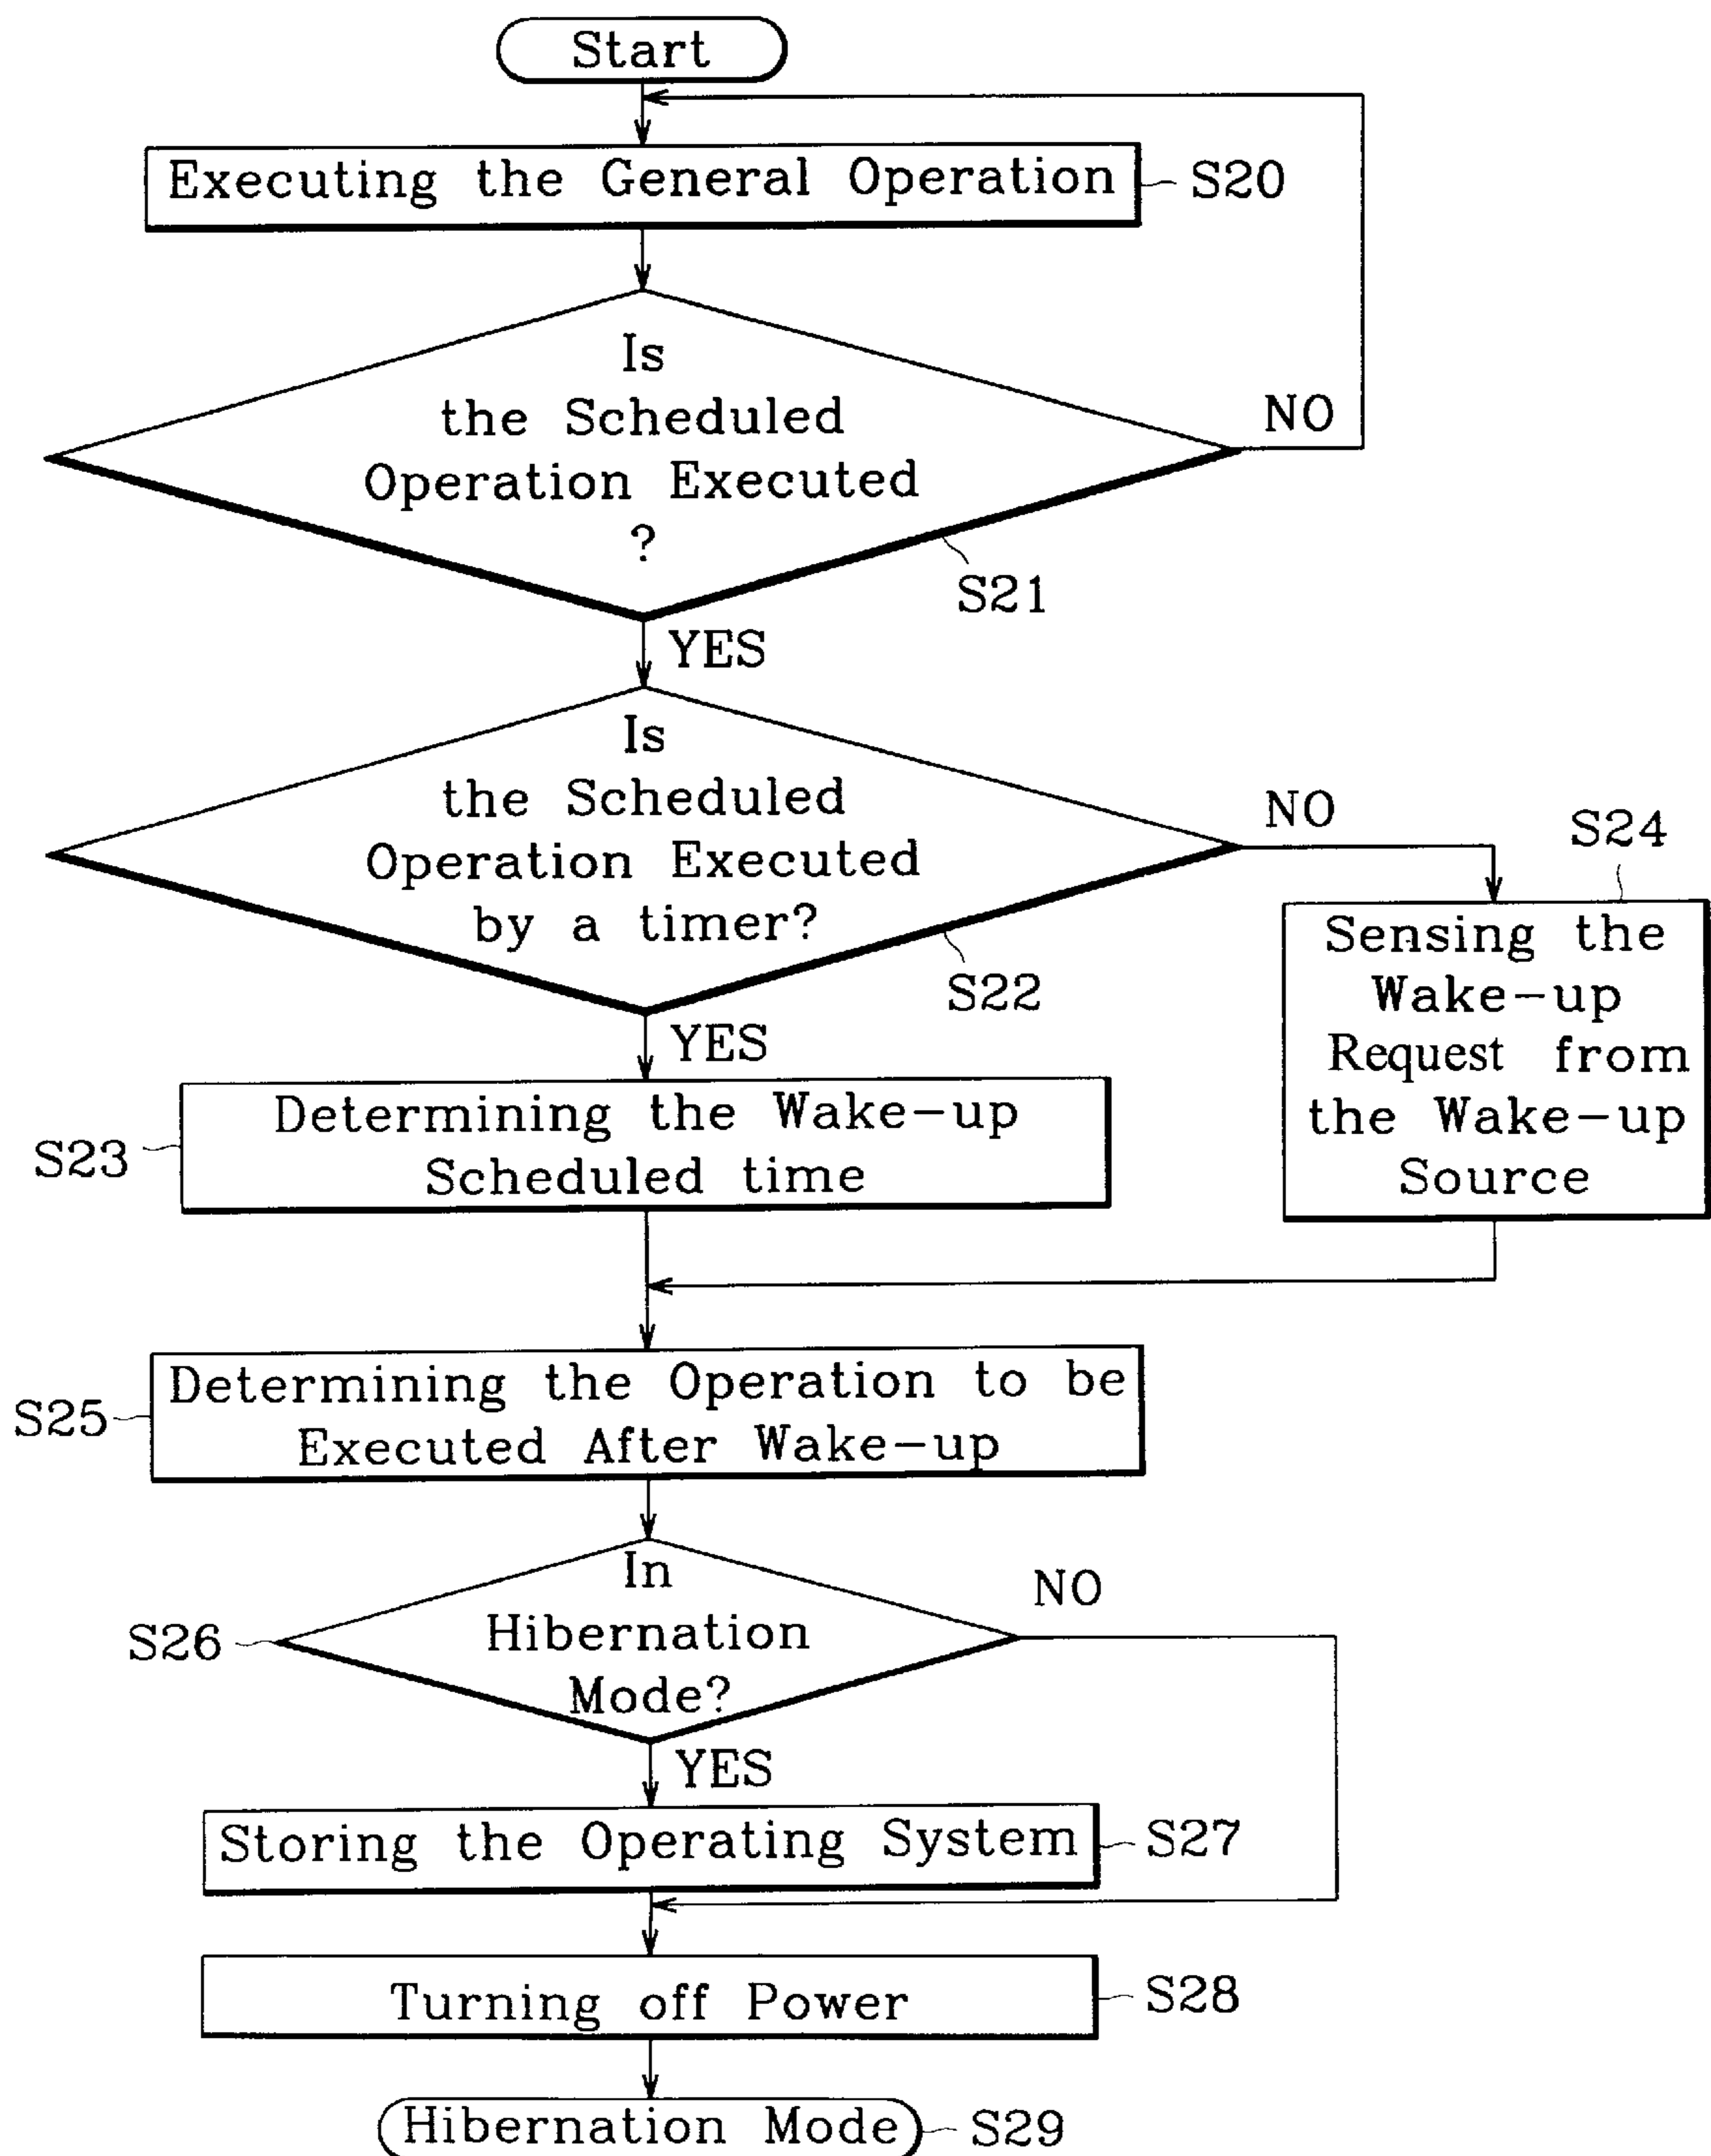 Start
Executing the General Operation
S20
Is
the Scheduled
Operation Executed
?
NO
S21
YES
Is
the Scheduled
Operation Executed
by a timer?
NO
S22
S24
Sensing the
Wake-up
Request from
the Wake-up
Source
YES
Determining the Wake-up
Scheduled time
S23
Determining the Operation to be
Executed After Wake-up
S25
In
Hibernation
Mode?
NO
S26
YES
Storing the Operating System
S27
Turning off Power
S28
Hibernation Mode
S29